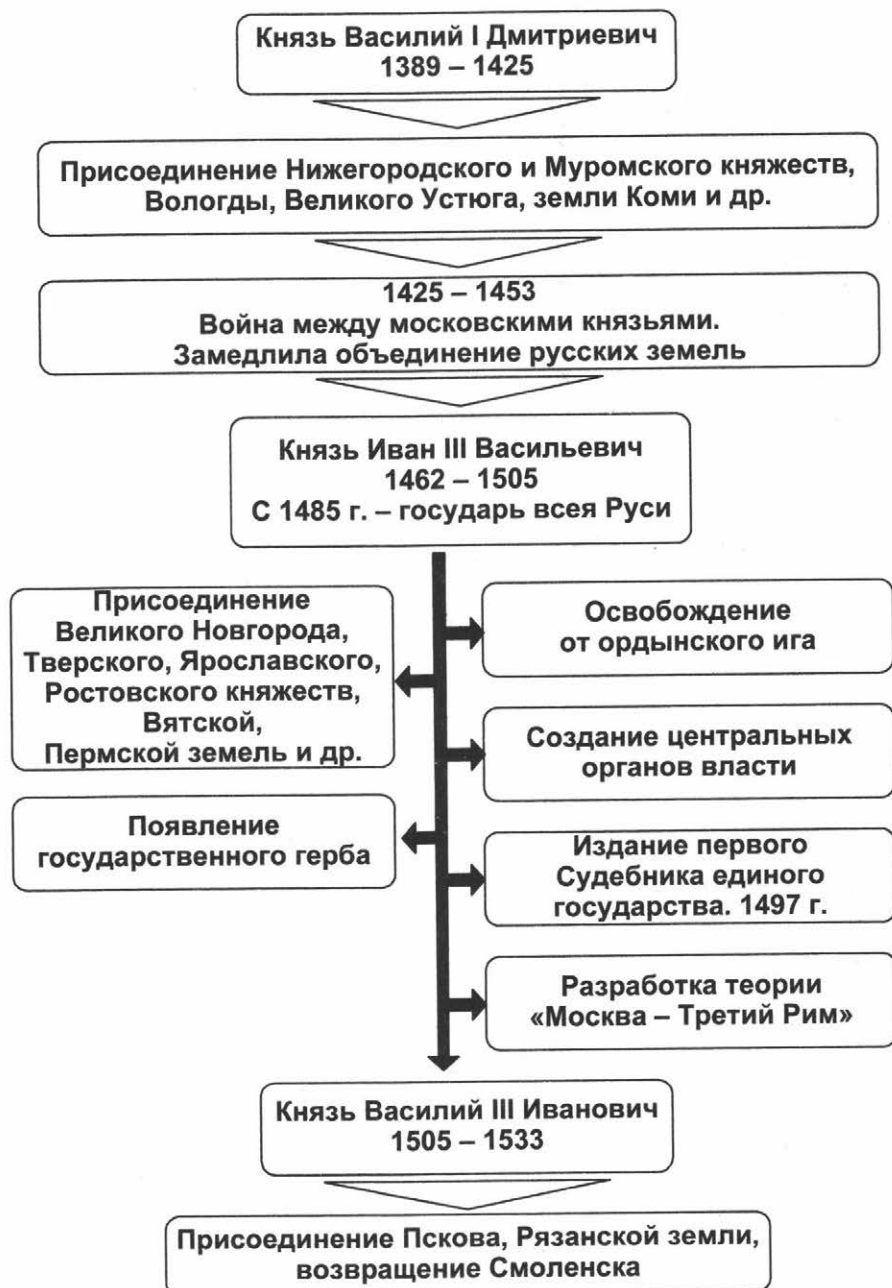 Князь Василий I Дмитриевич
1389 – 1425
Присоединение Нижегородского и Муромского княжеств,
Вологды, Великого Устюга, земли Коми и др.
1425 – 1453
Война между московскими князьями.
Замедлила объединение русских земель
Князь Иван III Васильевич
1462 – 1505
С 1485 г. – государь всея Руси
Присоединение
Великого Новгорода,
Тверского, Ярославского,
Ростовского княжеств,
Вятской,
Пермской земель и др.
Освобождение
от ордынского ига
Создание центральных
органов власти
Появление
государственного герба
Издание первого
Судебника единого
государства. 1497 г.
Разработка теории
«Москва – Третий Рим»
Князь Василий III Иванович
1505 – 1533
Присоединение Пскова, Рязанской земли,
возвращение Смоленска